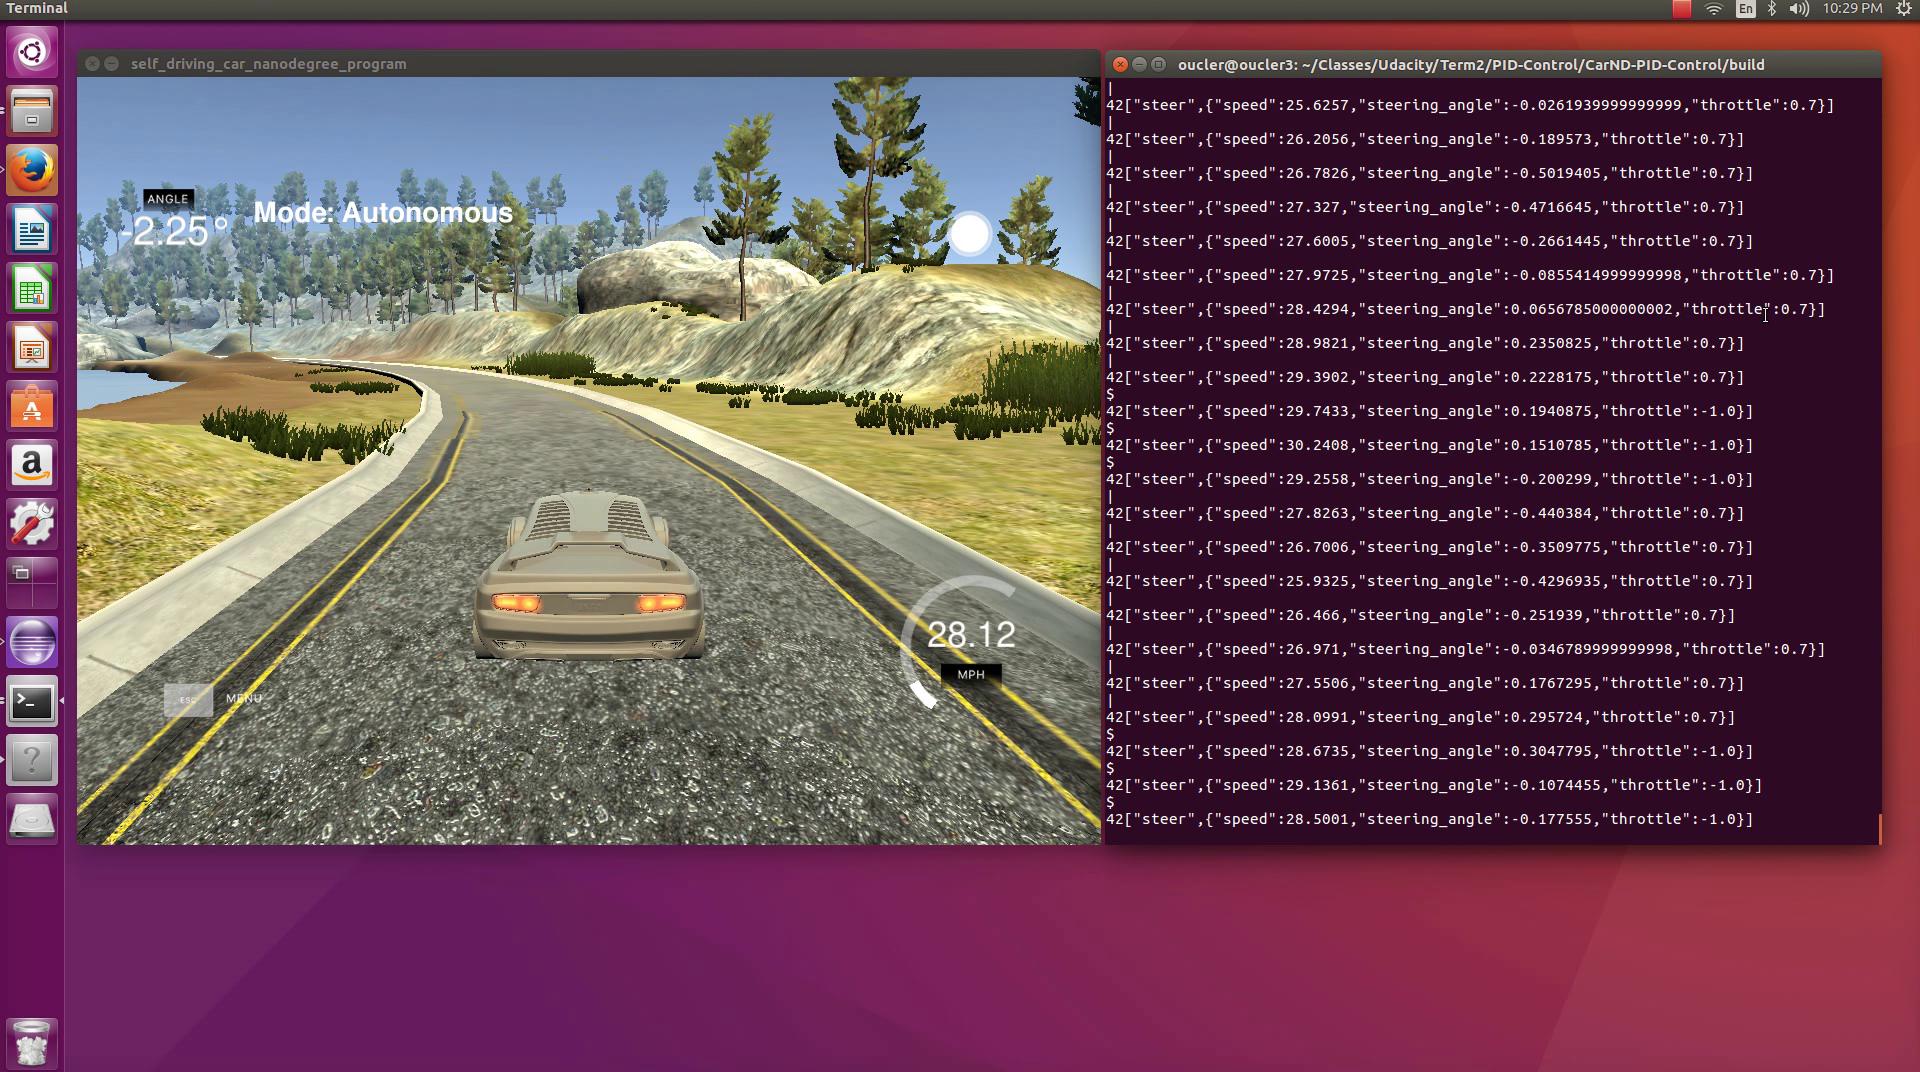 Terminal
En
10:29 PM
self_driving_car_nanodegree_program
ANGLE
-2.25°
Mode: Autonomous
28.12
MPH
ESC
MENU
oucler@oucler3: ~/Classes/Udacity/Term2/PID-Control/CarND-PID-Control/build
|
42["steer",{"speed":25.6257,"steering_angle":-0.0261939999999999,"throttle":0.7}]
|
42["steer",{"speed":26.2056,"steering_angle":-0.189573,"throttle":0.7}]
|
42["steer",{"speed":26.7826,"steering_angle":-0.5019405,"throttle":0.7}]
|
42["steer",{"speed":27.327,"steering_angle":-0.4716645,"throttle":0.7}]
|
42["steer",{"speed":27.6005,"steering_angle":-0.2661445,"throttle":0.7}]
|
42["steer",{"speed":27.9725,"steering_angle":-0.0855414999999998,"throttle":0.7}]
|
42["steer",{"speed":28.4294,"steering_angle":0.0656785000000002,"throttle":0.7}]
|
42["steer",{"speed":28.9821,"steering_angle":0.2350825,"throttle":0.7}]
|
42["steer",{"speed":29.3902,"steering_angle":0.2228175,"throttle":0.7}]
$
42["steer",{"speed":29.7433,"steering_angle":0.1940875,"throttle":-1.0}]
$
42["steer",{"speed":30.2408,"steering_angle":0.1510785,"throttle":-1.0}]
$
42["steer",{"speed":29.2558,"steering_angle":-0.200299,"throttle":-1.0}]
|
42["steer",{"speed":27.8263,"steering_angle":-0.440384,"throttle":0.7}]
|
42["steer",{"speed":26.7006,"steering_angle":-0.3509775,"throttle":0.7}]
|
42["steer",{"speed":25.9325,"steering_angle":-0.4296935,"throttle":0.7}]
|
42["steer",{"speed":26.466,"steering_angle":-0.251939,"throttle":0.7}]
|
42["steer",{"speed":26.971,"steering_angle":-0.0346789999999998,"throttle":0.7}]
|
42["steer",{"speed":27.5506,"steering_angle":0.1767295,"throttle":0.7}]
|
42["steer",{"speed":28.0991,"steering_angle":0.295724,"throttle":0.7}]
$
42["steer",{"speed":28.6735,"steering_angle":0.3047795,"throttle":-1.0}]
$
42["steer",{"speed":29.1361,"steering_angle":-0.1074455,"throttle":-1.0}]
$
42["steer",{"speed":28.5001,"steering_angle":-0.177555,"throttle":-1.0}]